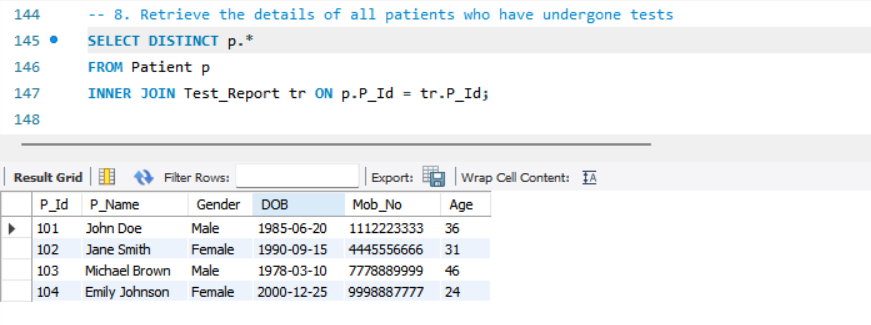 144 -- 8. Retrieve the details of all patients who have undergone tests
145 SELECT DISTINCT p.*
146 FROM Patient p
147 INNER JOIN Test_Report tr ON p.P_Id = tr.P_Id;
148
Result Grid Filter Rows: Export: Wrap Cell Content: IA
P_Id P_Name Gender DOB Mob_No Age
101 John Doe Male 1985-06-20 1112223333 36
102 Jane Smith Female 1990-09-15 4445556666 31
103 Michael Brown Male 1978-03-10 7778889999 46
104 Emily Johnson Female 2000-12-25 9998887777 24